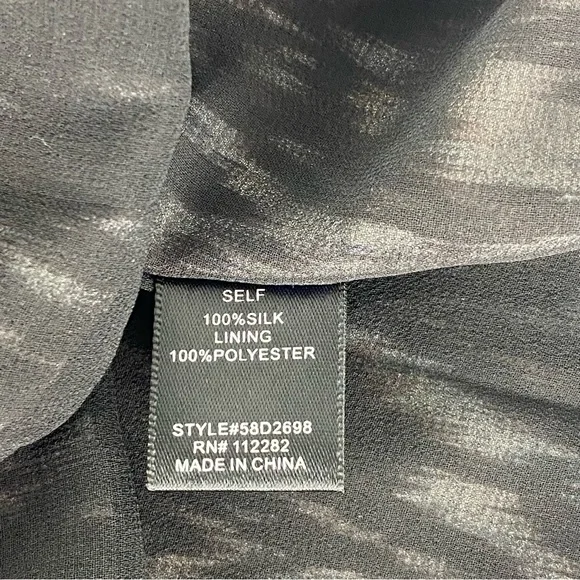 SELF
100%SILK
LINING
100%POLYESTER
STYLE#58D2698
RN# 112282
MADE IN CHINA